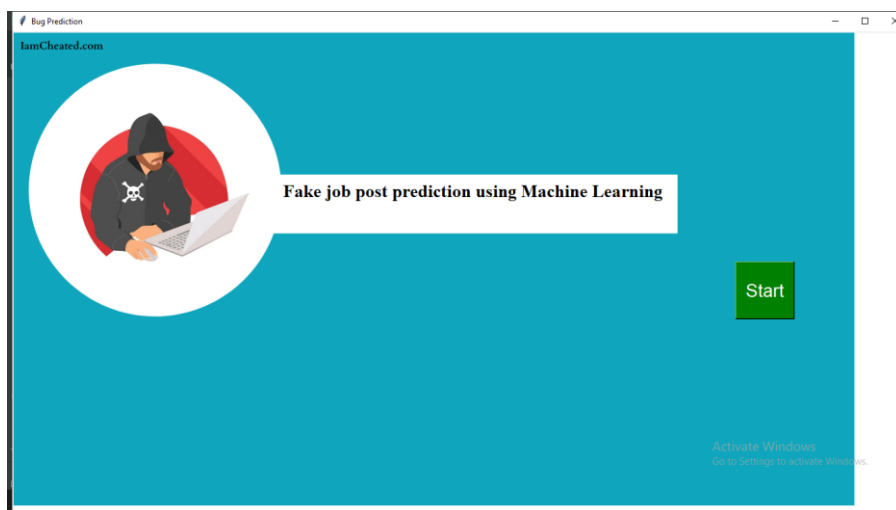 Bug Prediction
IamCheated.com
Fake job post prediction using Machine Learning
Start
Activate Windows
Go to Settings to activate Windows.